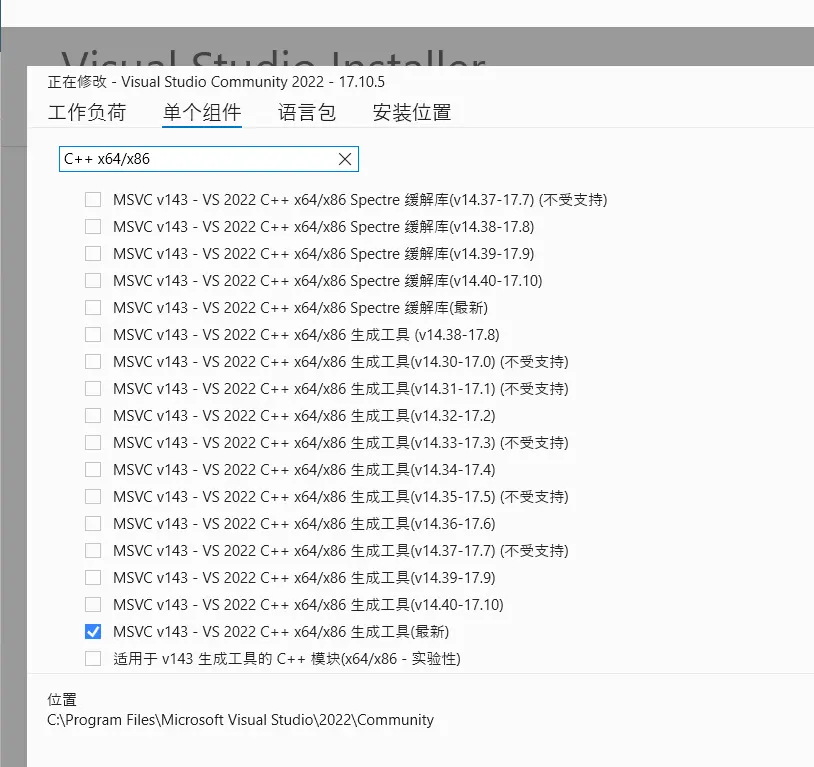 Visual Studio Installer
正在修改 - Visual Studio Community 2022 - 17.10.5
工作负荷 单个组件 语言包 安装位置
C++ x64/x86
MSVC v143 - VS 2022 C++ x64/x86 Spectre 缓解库(v14.37-17.7) (不受支持)
MSVC v143 - VS 2022 C++ x64/x86 Spectre 缓解库(v14.38-17.8)
MSVC v143 - VS 2022 C++ x64/x86 Spectre 缓解库(v14.39-17.9)
MSVC v143 - VS 2022 C++ x64/x86 Spectre 缓解库(v14.40-17.10)
MSVC v143 - VS 2022 C++ x64/x86 Spectre 缓解库(最新)
MSVC v143 - VS 2022 C++ x64/x86 生成工具 (v14.38-17.8)
MSVC v143 - VS 2022 C++ x64/x86 生成工具(v14.30-17.0) (不受支持)
MSVC v143 - VS 2022 C++ x64/x86 生成工具(v14.31-17.1) (不受支持)
MSVC v143 - VS 2022 C++ x64/x86 生成工具(v14.32-17.2)
MSVC v143 - VS 2022 C++ x64/x86 生成工具(v14.33-17.3) (不受支持)
MSVC v143 - VS 2022 C++ x64/x86 生成工具(v14.34-17.4)
MSVC v143 - VS 2022 C++ x64/x86 生成工具(v14.35-17.5) (不受支持)
MSVC v143 - VS 2022 C++ x64/x86 生成工具(v14.36-17.6)
MSVC v143 - VS 2022 C++ x64/x86 生成工具(v14.37-17.7) (不受支持)
MSVC v143 - VS 2022 C++ x64/x86 生成工具(v14.39-17.9)
MSVC v143 - VS 2022 C++ x64/x86 生成工具(v14.40-17.10)
MSVC v143 - VS 2022 C++ x64/x86 生成工具(最新)
适用于 v143 生成工具的 C++ 模块(x64/x86 - 实验性)
位置
C:\Program Files\Microsoft Visual Studio\2022\Community